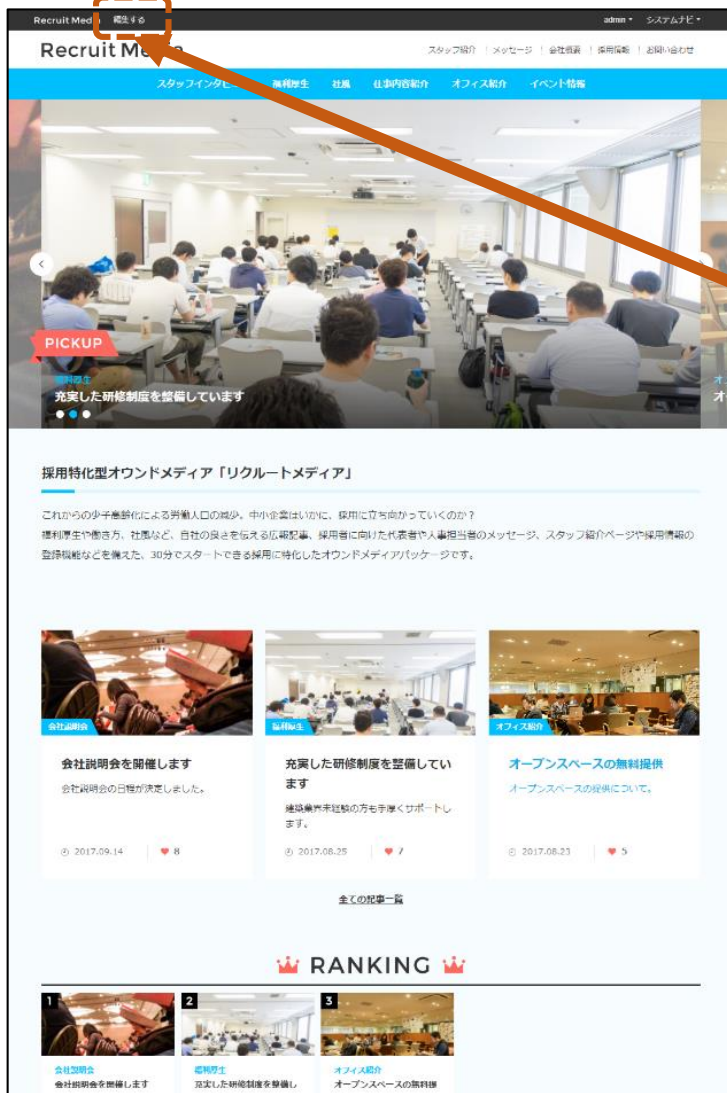 Recruit Media 編集する admin システムナビ
Recruit Media スタッフ紹介 メッセージ 会社概要 採用情報 お問い合わせ
スタッフインタビ 福利厚生 社風 仕事内容紹介 オフィス紹介 イベント情報
PICKUP
福利厚生
充実した研修制度を整備しています
採用特化型オウンドメディア「リクルートメディア」
これからの少子高齢化による労働人口の減少。中小企業はいかに、採用に立ち向かっていくのか？
福利厚生や働き方、社風など、自社の良さを伝える広報記事、採用者に向けた代表者や人事担当者のメッセージ、スタッフ紹介ページや採用情報の
登録機能などを備えた、30分でスタートできる採用に特化したオウンドメディアパッケージです。
会社説明会 福利厚生 オフィス紹介
会社説明会を開催します
会社説明会の日程が決定しました。
2017.09.14 8
充実した研修制度を整備してい
ます
建築業界未経験の方も手厚くサポートし
ます。
2017.08.25 7
オープンスペースの無料提供
オープンスペースの提供について。
2017.08.23 5
全ての記事一覧
RANKING
1 2 3
会社説明会
会社説明会を開催します
福利厚生
充実した研修制度を整備し
オフィス紹介
オープンスペースの無料提